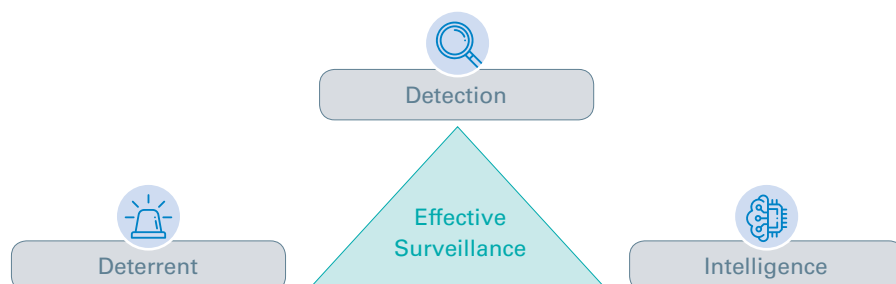 Detection
Effective
Surveillance
Deterrent
Intelligence